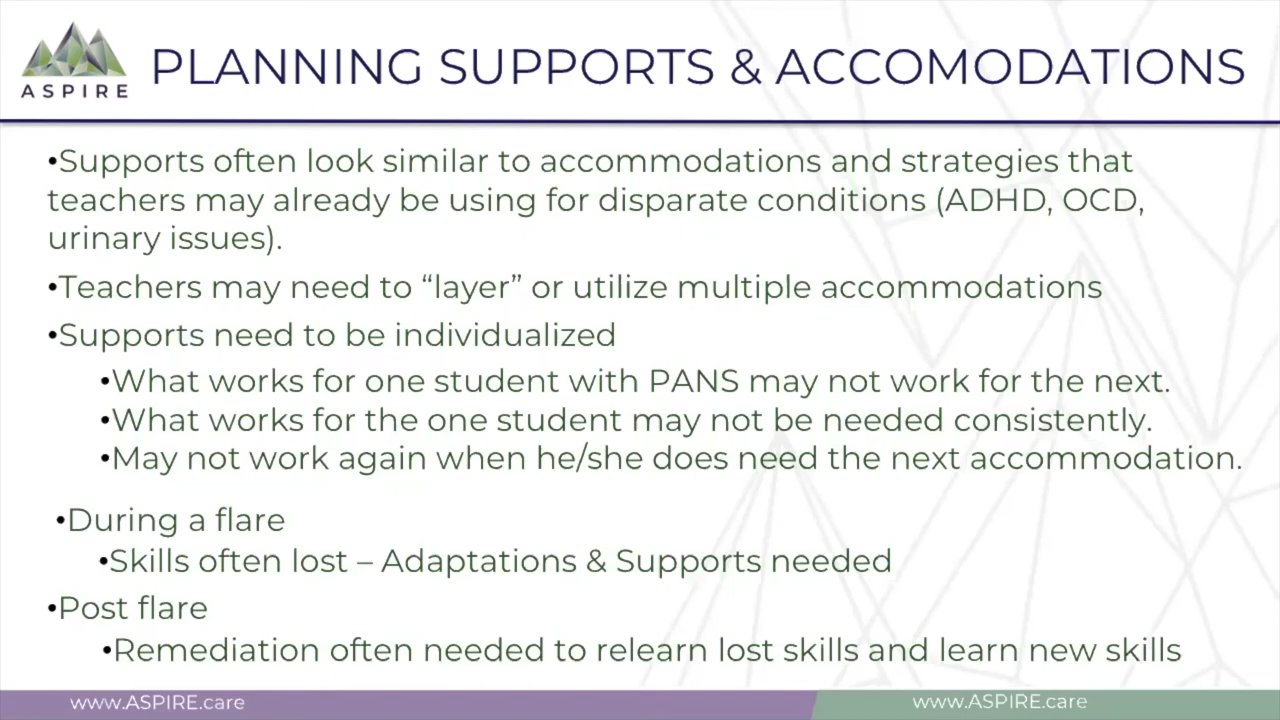 ASPIRE
PLANNING SUPPORTS & ACCOMODATIONS
•Supports often look similar to accommodations and strategies that
teachers may already be using for disparate conditions (ADHD, OCD,
urinary issues).
•Teachers may need to “layer” or utilize multiple accommodations
•Supports need to be individualized
•What works for one student with PANS may not work for the next.
•What works for the one student may not be needed consistently.
•May not work again when he/she does need the next accommodation.
•During a flare
•Skills often lost – Adaptations & Supports needed
•Post flare
•Remediation often needed to relearn lost skills and learn new skills
www.ASPIRE.care
www.ASPIRE.care